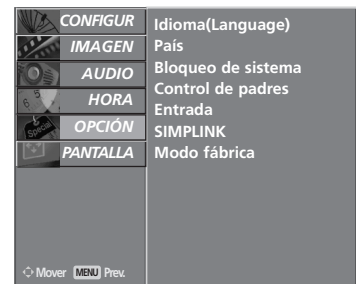 CONFIGUR
IMAGEN
AUDIO
HORA
Special
OPCIÓN
PANTALLA
Mover MENU Prev.
Idioma(Language)
País
Bloqueo de sistema
Control de padres
Entrada
SIMPLINK
Modo fábrica